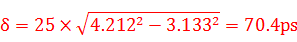 δ = 25 × √(4.212² − 3.133²) = 70.4ps